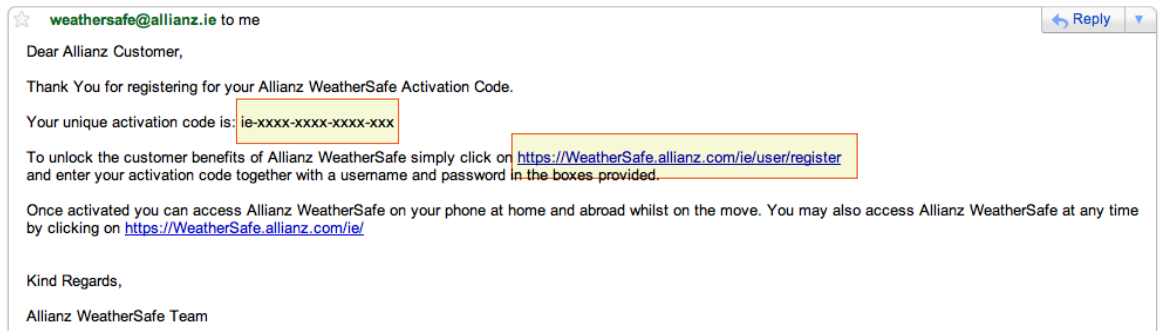 weathersafe@allianz.ie to me
Reply
Dear Allianz Customer,
Thank You for registering for your Allianz WeatherSafe Activation Code.
Your unique activation code is: ie-xxxx-xxxx-xxxx-xxx
To unlock the customer benefits of Allianz WeatherSafe simply click on https://WeatherSafe.allianz.com/ie/user/register
and enter your activation code together with a username and password in the boxes provided.
Once activated you can access Allianz WeatherSafe on your phone at home and abroad whilst on the move. You may also access Allianz WeatherSafe at any time
by clicking on https://WeatherSafe.allianz.com/ie/
Kind Regards,
Allianz WeatherSafe Team